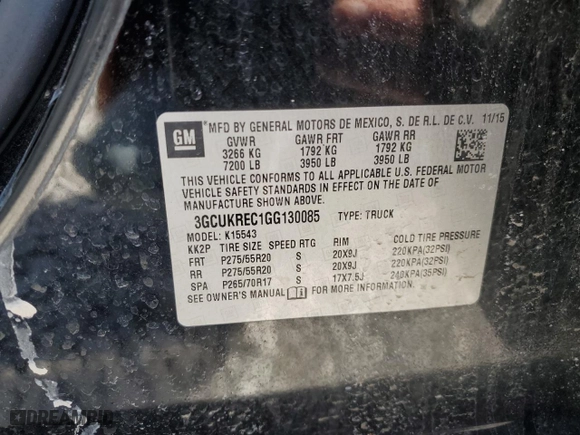 GM
MFD BY GENERAL MOTORS DE MEXICO, S. DE R.L. DE C.V. 11/15
GVWR GAWR FRT GAWR RR
3266 KG 1792 KG 1792 KG
7200 LB 3950 LB 3950 LB
THIS VEHICLE CONFORMS TO ALL APPLICABLE U.S. FEDERAL MOTOR
VEHICLE SAFETY STANDARDS IN EFFECT ON THE DATE OF
MANUFACTURE SHOWN ABOVE.
3GCUKREC1GG130085 TYPE: TRUCK
MODEL: K15543
KK2P TIRE SIZE SPEED RTG RIM COLD TIRE PRESSURE
FRT P275/55R20 S 20X9J 220KPA(32PSI)
RR P275/55R20 S 20X9J 220KPA(32PSI)
SPA P265/70R17 S 17X7.5J 240KPA(35PSI)
SEE OWNER'S MANUAL FOR MORE INFORMATION
DREAMBID